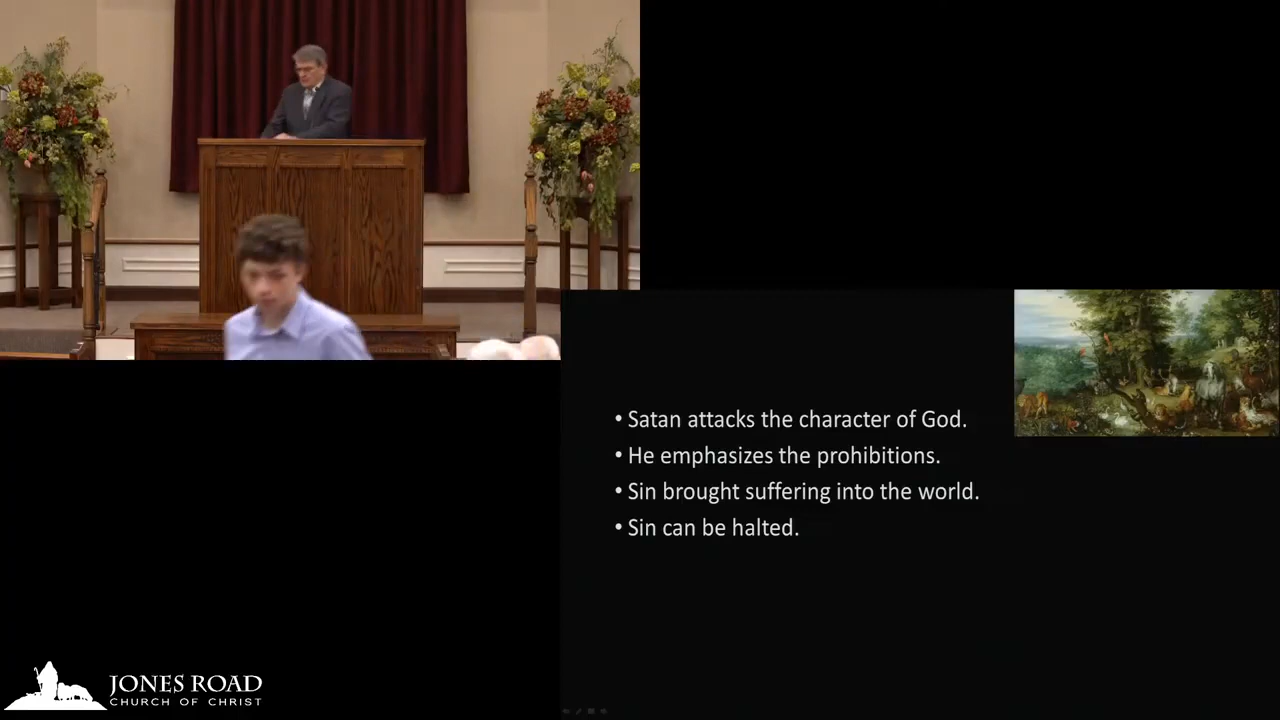 • Satan attacks the character of God.
• He emphasizes the prohibitions.
• Sin brought suffering into the world.
• Sin can be halted.
JONES ROAD
CHURCH OF CHRIST